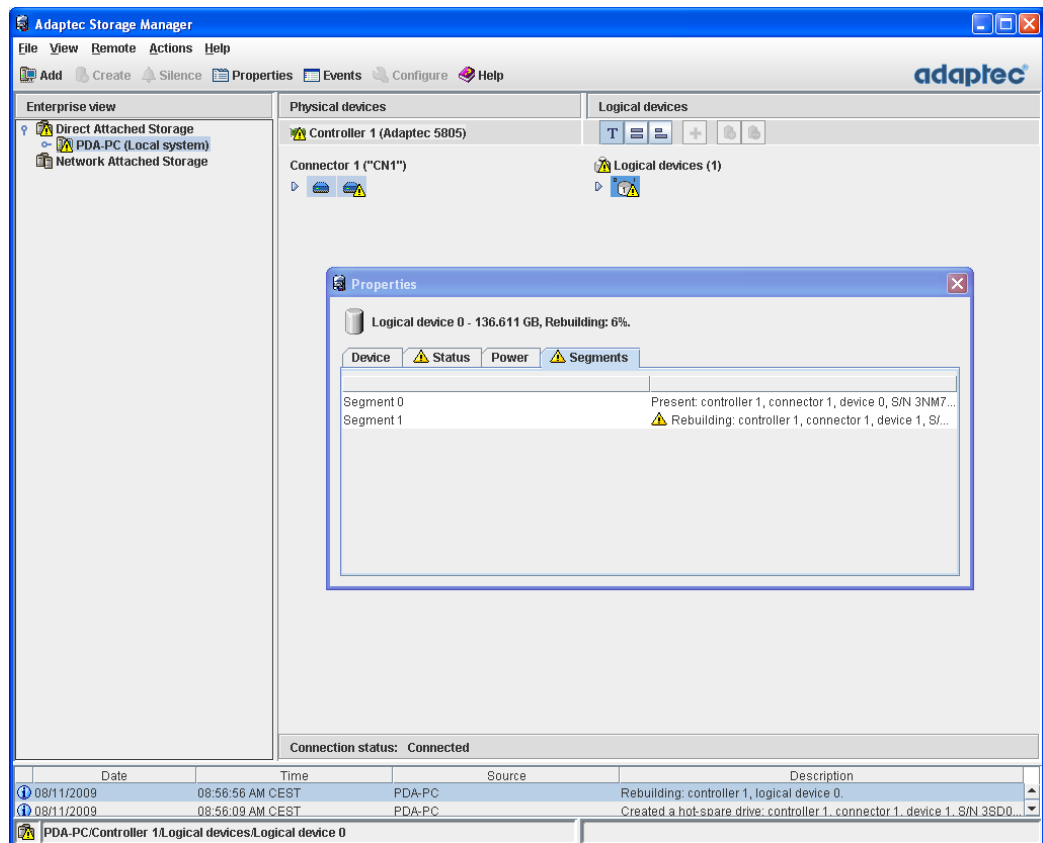 Adaptec Storage Manager
File View Remote Actions Help
Add Create Silence Properties Events Configure Help
adaptec
Enterprise view
Direct Attached Storage
PDA-PC (Local system)
Network Attached Storage
Physical devices
Controller 1 (Adaptec 5805)
Connector 1 ("CN1")
Logical devices
T
Logical devices (1)
Properties
Logical device 0 - 136.611 GB, Rebuilding: 6%.
Device Status Power Segments
Segment 0 Present: controller 1, connector 1, device 0, S/N 3NM7...
Segment 1 Rebuilding: controller 1, connector 1, device 1, S/...
Connection status: Connected
Date Time Source Description
08/11/2009 08:56:56 AM CEST PDA-PC Rebuilding: controller 1, logical device 0.
08/11/2009 08:56:09 AM CEST PDA-PC Created a hot-spare drive: controller 1, connector 1, device 1, S/N 3SD0...
PDA-PC/Controller 1/Logical devices/Logical device 0